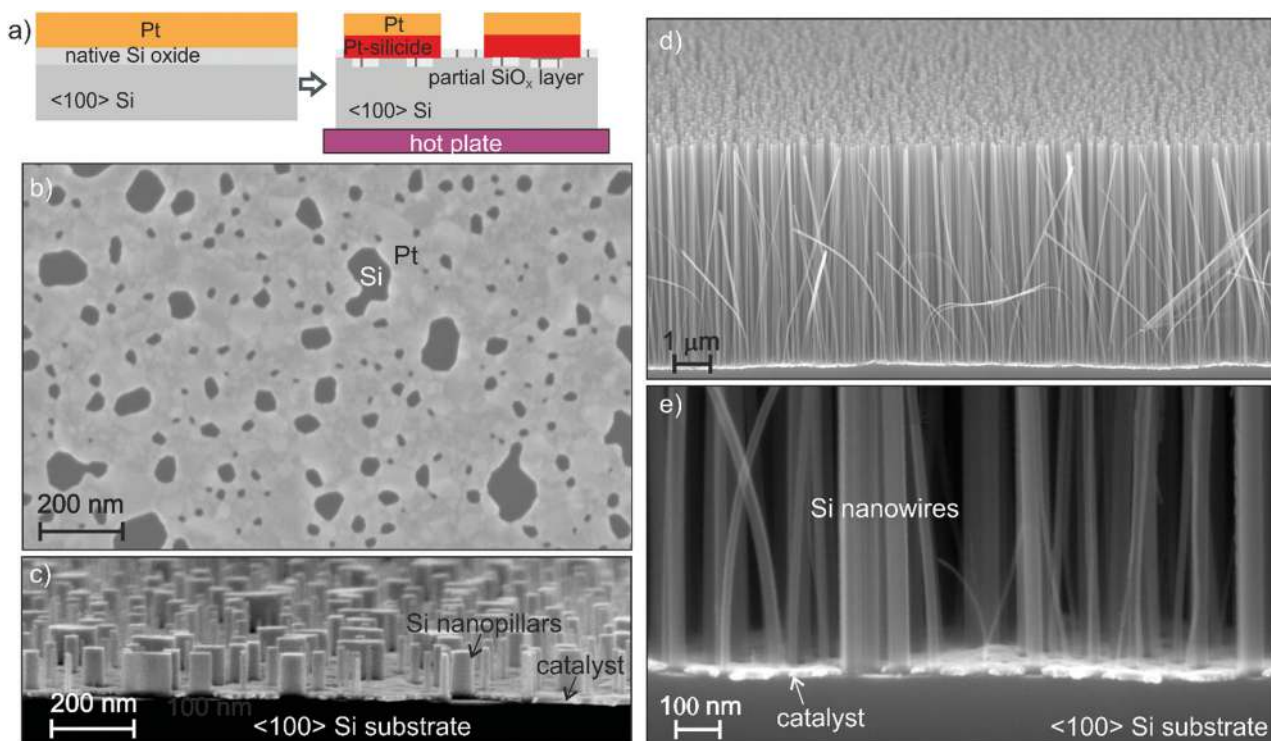 a)
Pt
native Si oxide
<100> Si
Pt
Pt-silicide
partial SiOₓ layer
<100> Si
hot plate
b)
Pt
Si
200 nm
c)
Si nanopillars
catalyst
200 nm
100 nm
<100> Si substrate
d)
1 μm
e)
Si nanowires
100 nm
catalyst
<100> Si substrate